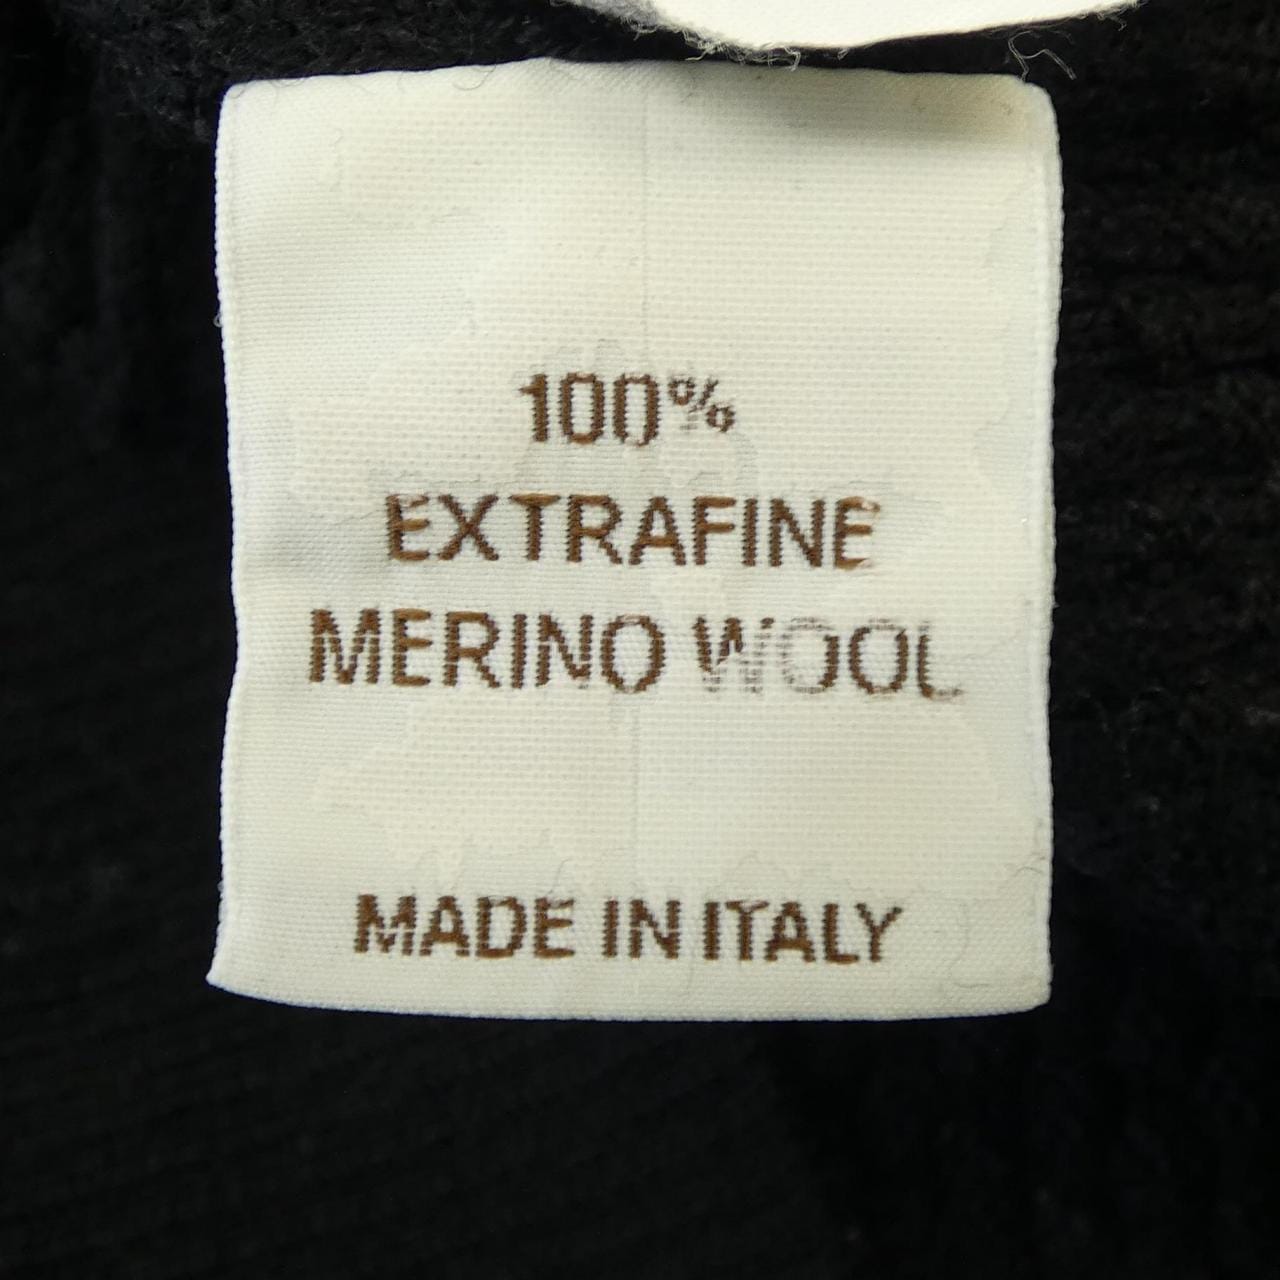 100%
EXTRAFINE
MERINO WOOL
MADE IN ITALY